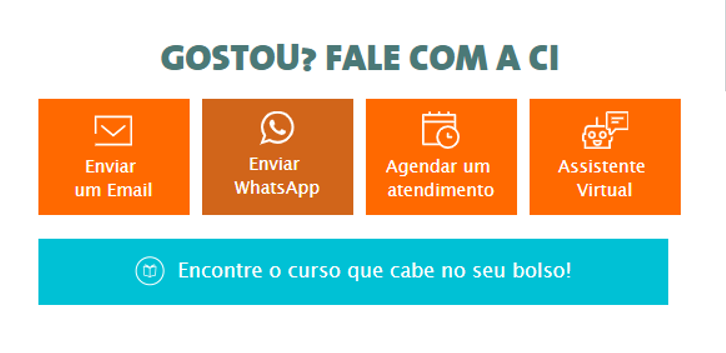 GOSTOU? FALE COM A CI
Enviar
um Email
Enviar
WhatsApp
Agendar um
atendimento
Assistente
Virtual
Encontre o curso que cabe no seu bolso!